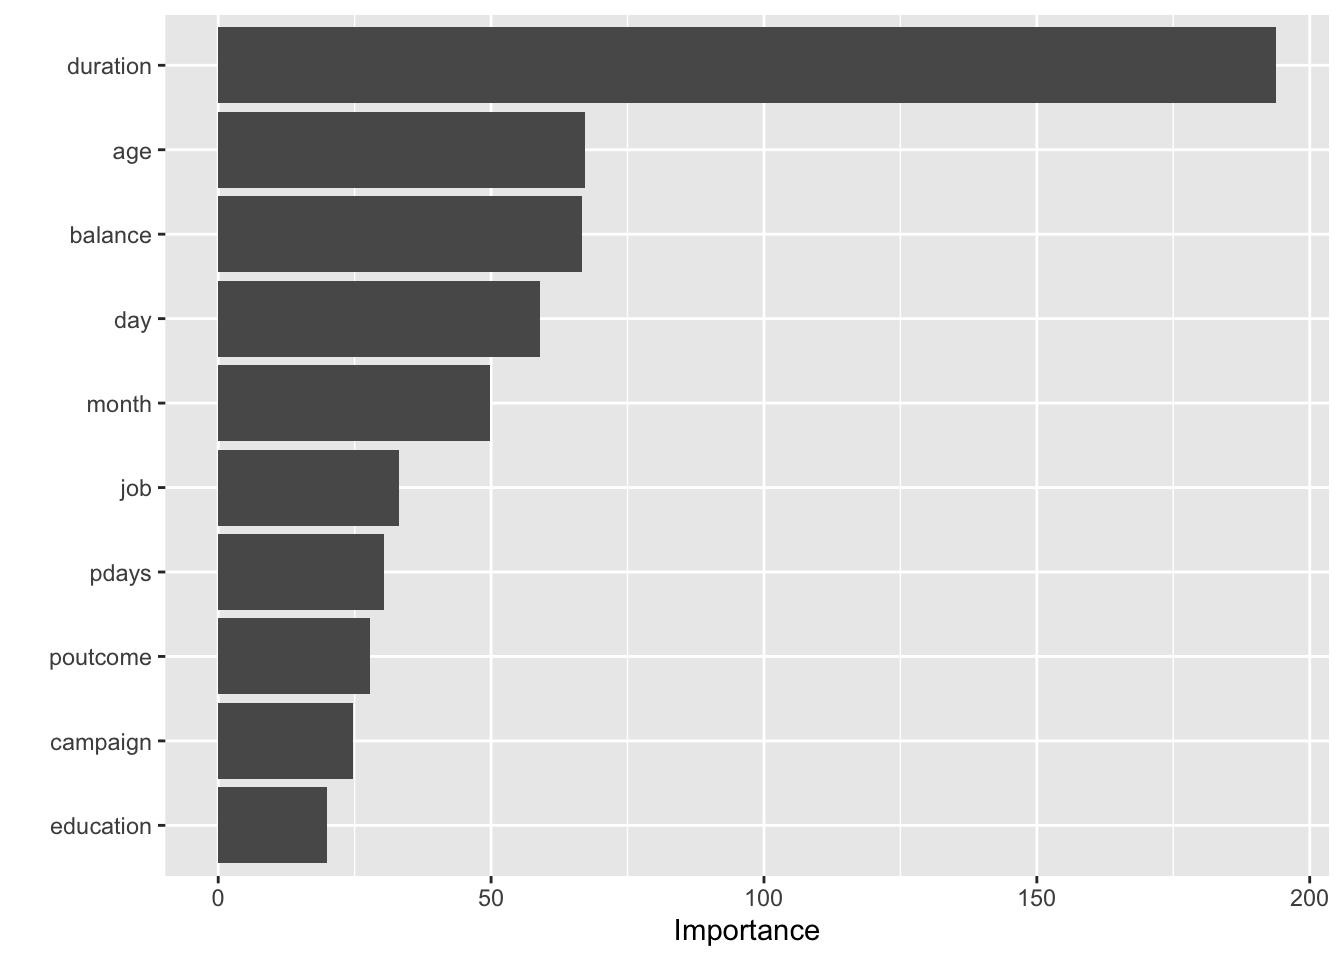 duration
age
balance
day
month
job
pdays
poutcome
campaign
education
0 50 100 150 200
Importance